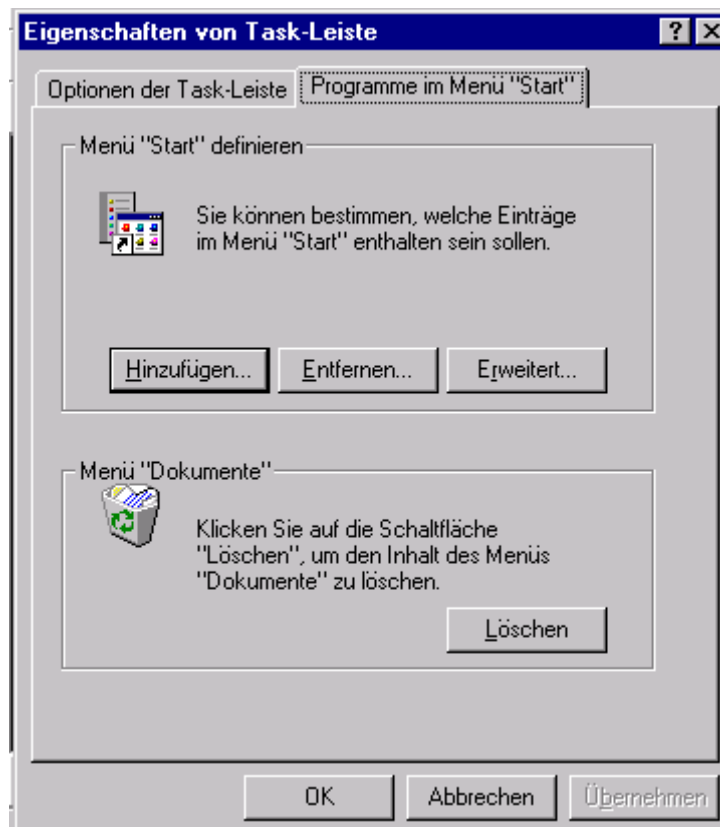 Eigenschaften von Task-Leiste
Optionen der Task-Leiste
Programme im Menü "Start"
Menü "Start" definieren
Sie können bestimmen, welche Einträge
im Menü "Start" enthalten sein sollen.
Hinzufügen...
Entfernen...
Erweitert...
Menü "Dokumente"
Klicken Sie auf die Schaltfläche
"Löschen", um den Inhalt des Menüs
"Dokumente" zu löschen.
Löschen
OK
Abbrechen
Übernehmen